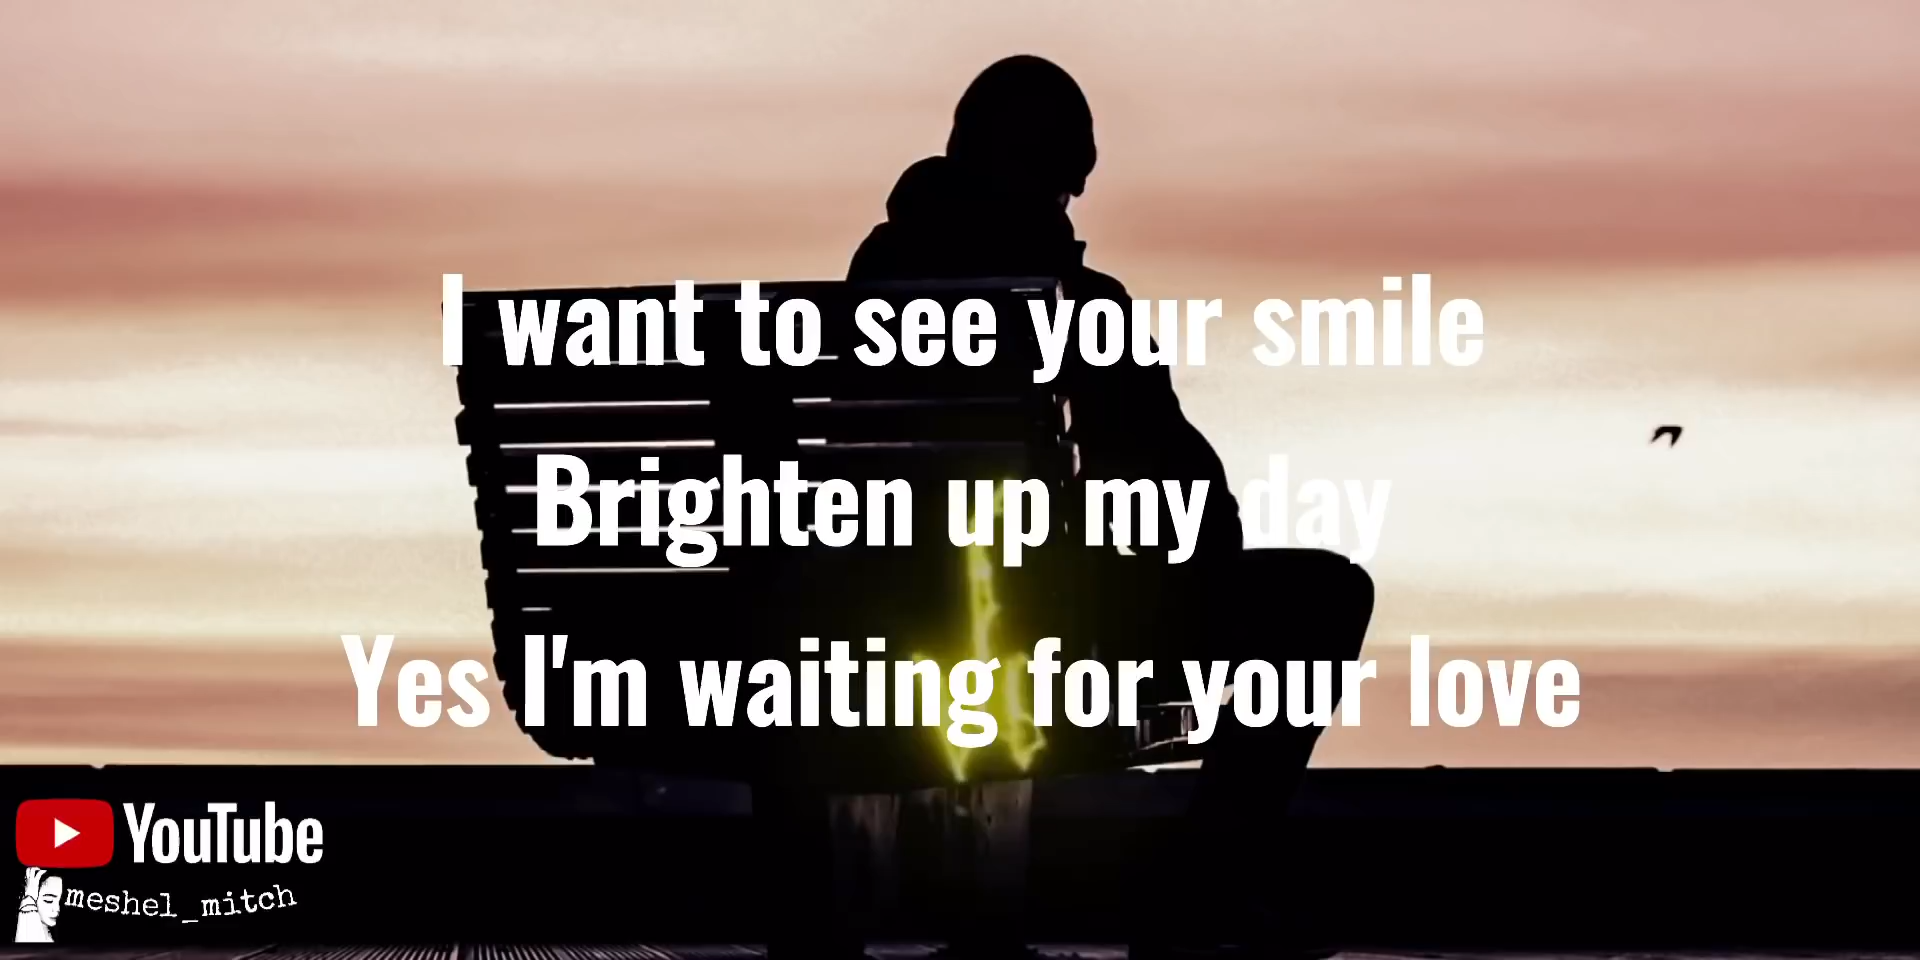 I want to see your smile
Brighten up my day
Yes I'm waiting for your love
YouTube
meshel_mitch